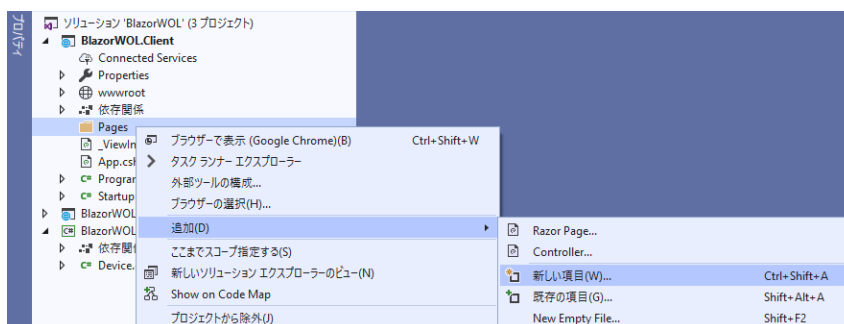 プロパティ
ソリューション 'BlazorWOL' (3 プロジェクト)
BlazorWOL.Client
Connected Services
Properties
wwwroot
依存関係
Pages
_ViewIn
App.csh
Program
Startup
BlazorWOL
BlazorWOL
依存関係
Device.
ブラウザーで表示 (Google Chrome)(B) Ctrl+Shift+W
タスク ランナー エクスプローラー
外部ツールの構成...
ブラウザーの選択(H)...
追加(D)
ここまでスコープ指定する(S)
新しいソリューション エクスプローラーのビュー(N)
Show on Code Map
プロジェクトから除外(J)
Razor Page...
Controller...
新しい項目(W)... Ctrl+Shift+A
既存の項目(G)... Shift+Alt+A
New Empty File... Shift+F2